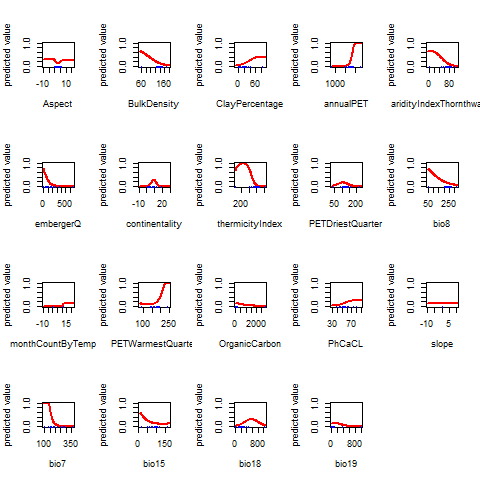 predicted value 0.0 1.0 -10 10 Aspect
predicted value 0.0 1.0 60 160 BulkDensity
predicted value 0.0 1.0 0 60 ClayPercentage
predicted value 0.0 1.0 1000 annualPET
predicted value 0.0 1.0 0 80 aridityIndexThornthwa
predicted value 0.0 1.0 0 500 embergerQ
predicted value 0.0 1.0 -10 20 continentality
predicted value 0.0 1.0 200 thermicityIndex
predicted value 0.0 1.0 50 200 PETDriestQuarter
predicted value 0.0 1.0 50 250 bio8
predicted value 0.0 1.0 -10 15 monthCountByTemp
predicted value 0.0 1.0 100 250 PETWarmestQuarte
predicted value 0.0 1.0 0 2000 OrganicCarbon
predicted value 0.0 1.0 30 70 PhCaCL
predicted value 0.0 1.0 -10 5 slope
predicted value 0.0 1.0 100 350 bio7
predicted value 0.0 1.0 0 150 bio15
predicted value 0.0 1.0 0 800 bio18
predicted value 0.0 1.0 0 800 bio19